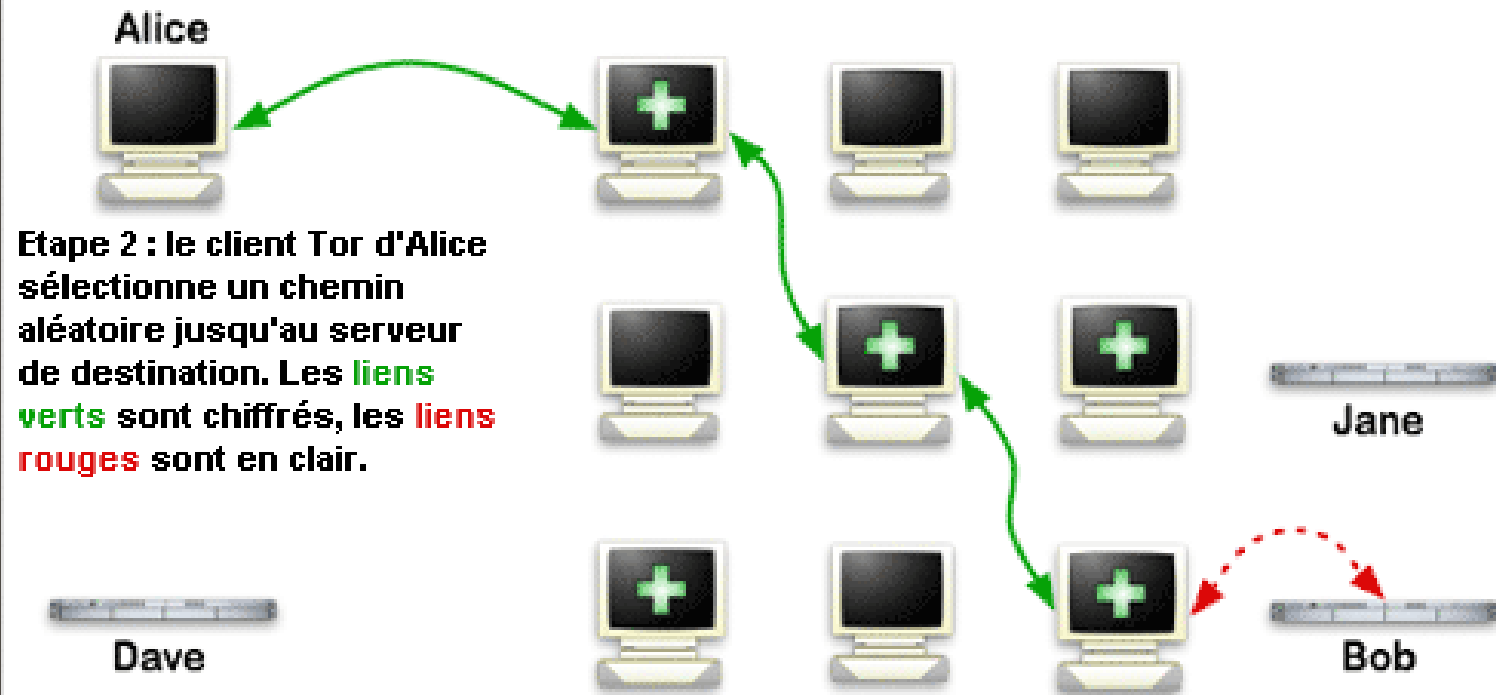 Alice
Etape 2 : le client Tor d'Alice
sélectionne un chemin
aléatoire jusqu'au serveur
de destination. Les liens
verts sont chiffrés, les liens
rouges sont en clair.
Jane
Dave
Bob